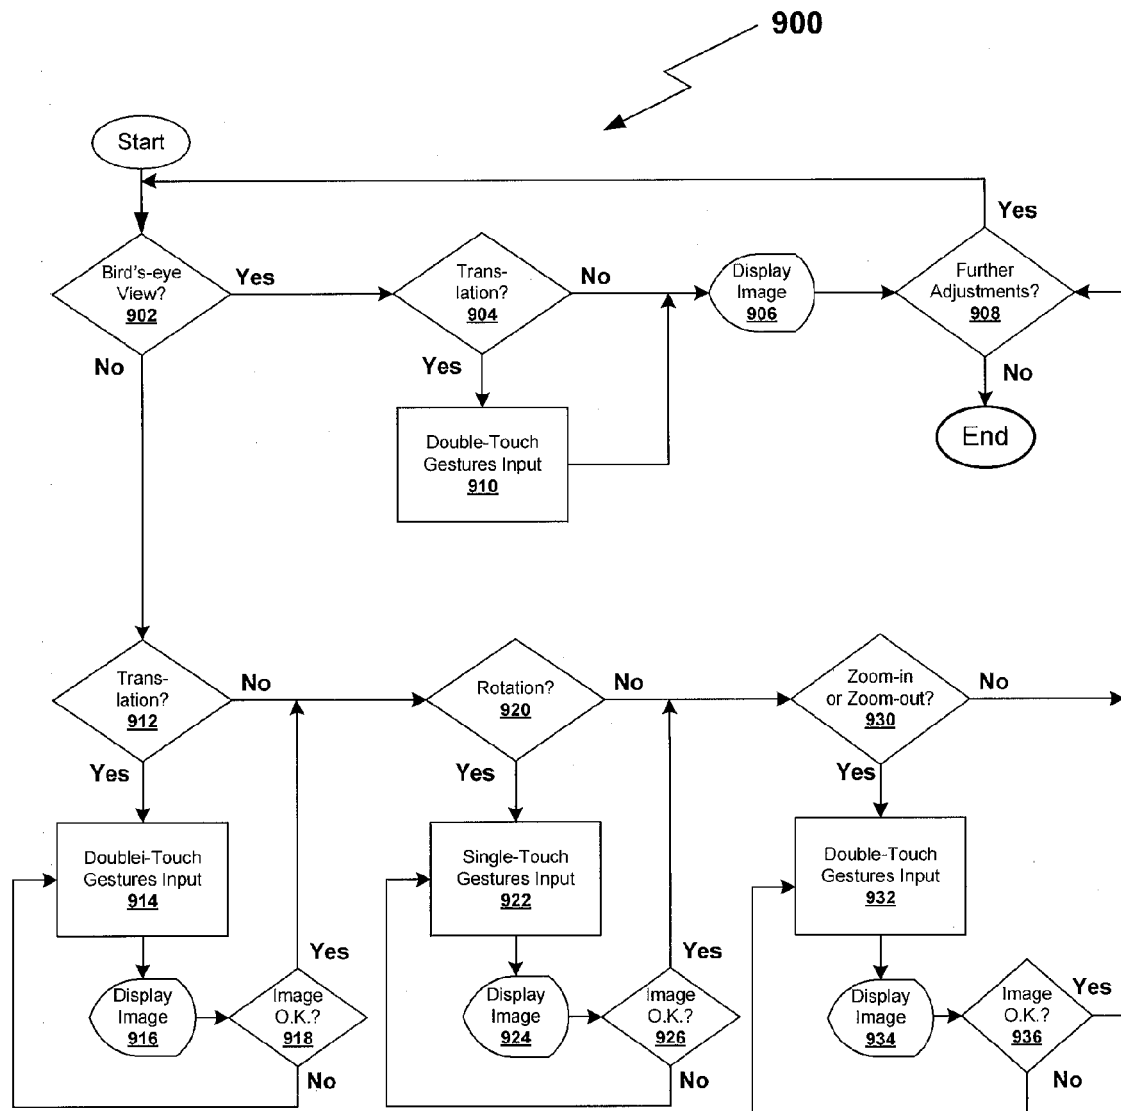 900
Start
Yes
Bird's-eye
View?
902
Yes
Trans-
lation?
904
No
Display
Image
906
Further
Adjustments?
908
No
Yes
No
Double-Touch
Gestures Input
910
End
Trans-
lation?
912
No
Rotation?
920
No
Zoom-in
or Zoom-out?
930
No
Yes
Yes
Yes
Doublei-Touch
Gestures Input
914
Single-Touch
Gestures Input
922
Double-Touch
Gestures Input
932
Yes
Yes
Yes
Display
Image
916
Image
O.K.?
918
Display
Image
924
Image
O.K.?
926
Display
Image
934
Image
O.K.?
936
No
No
No